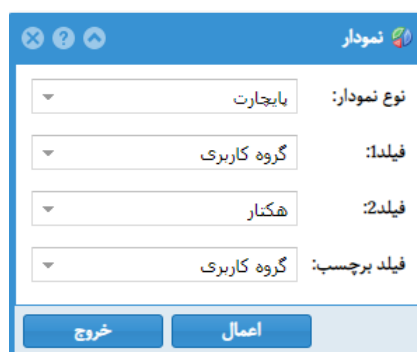 نمودار
نوع نمودار: پایچارت
فیلد1: گروه کاربری
فیلد2: هکتار
فیلد برچسب: گروه کاربری
اعمال خروج